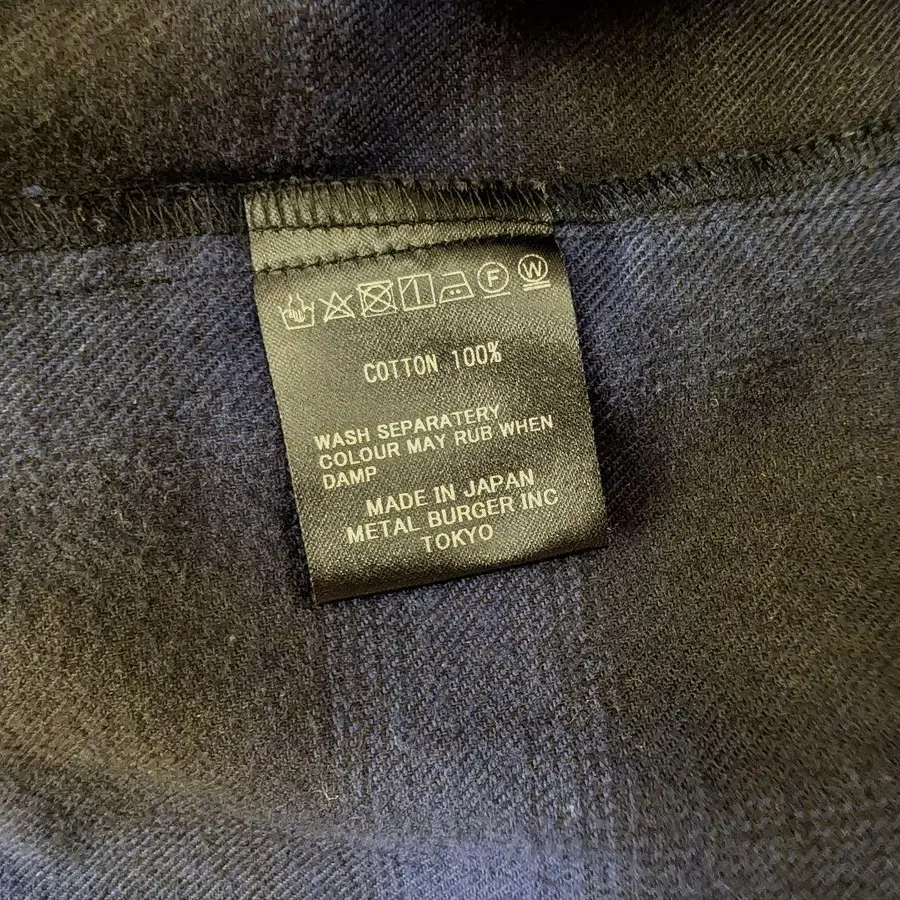 F W
COTTON 100%
WASH SEPARATERY
COLOUR MAY RUB WHEN
DAMP
MADE IN JAPAN
METAL BURGER INC
TOKYO